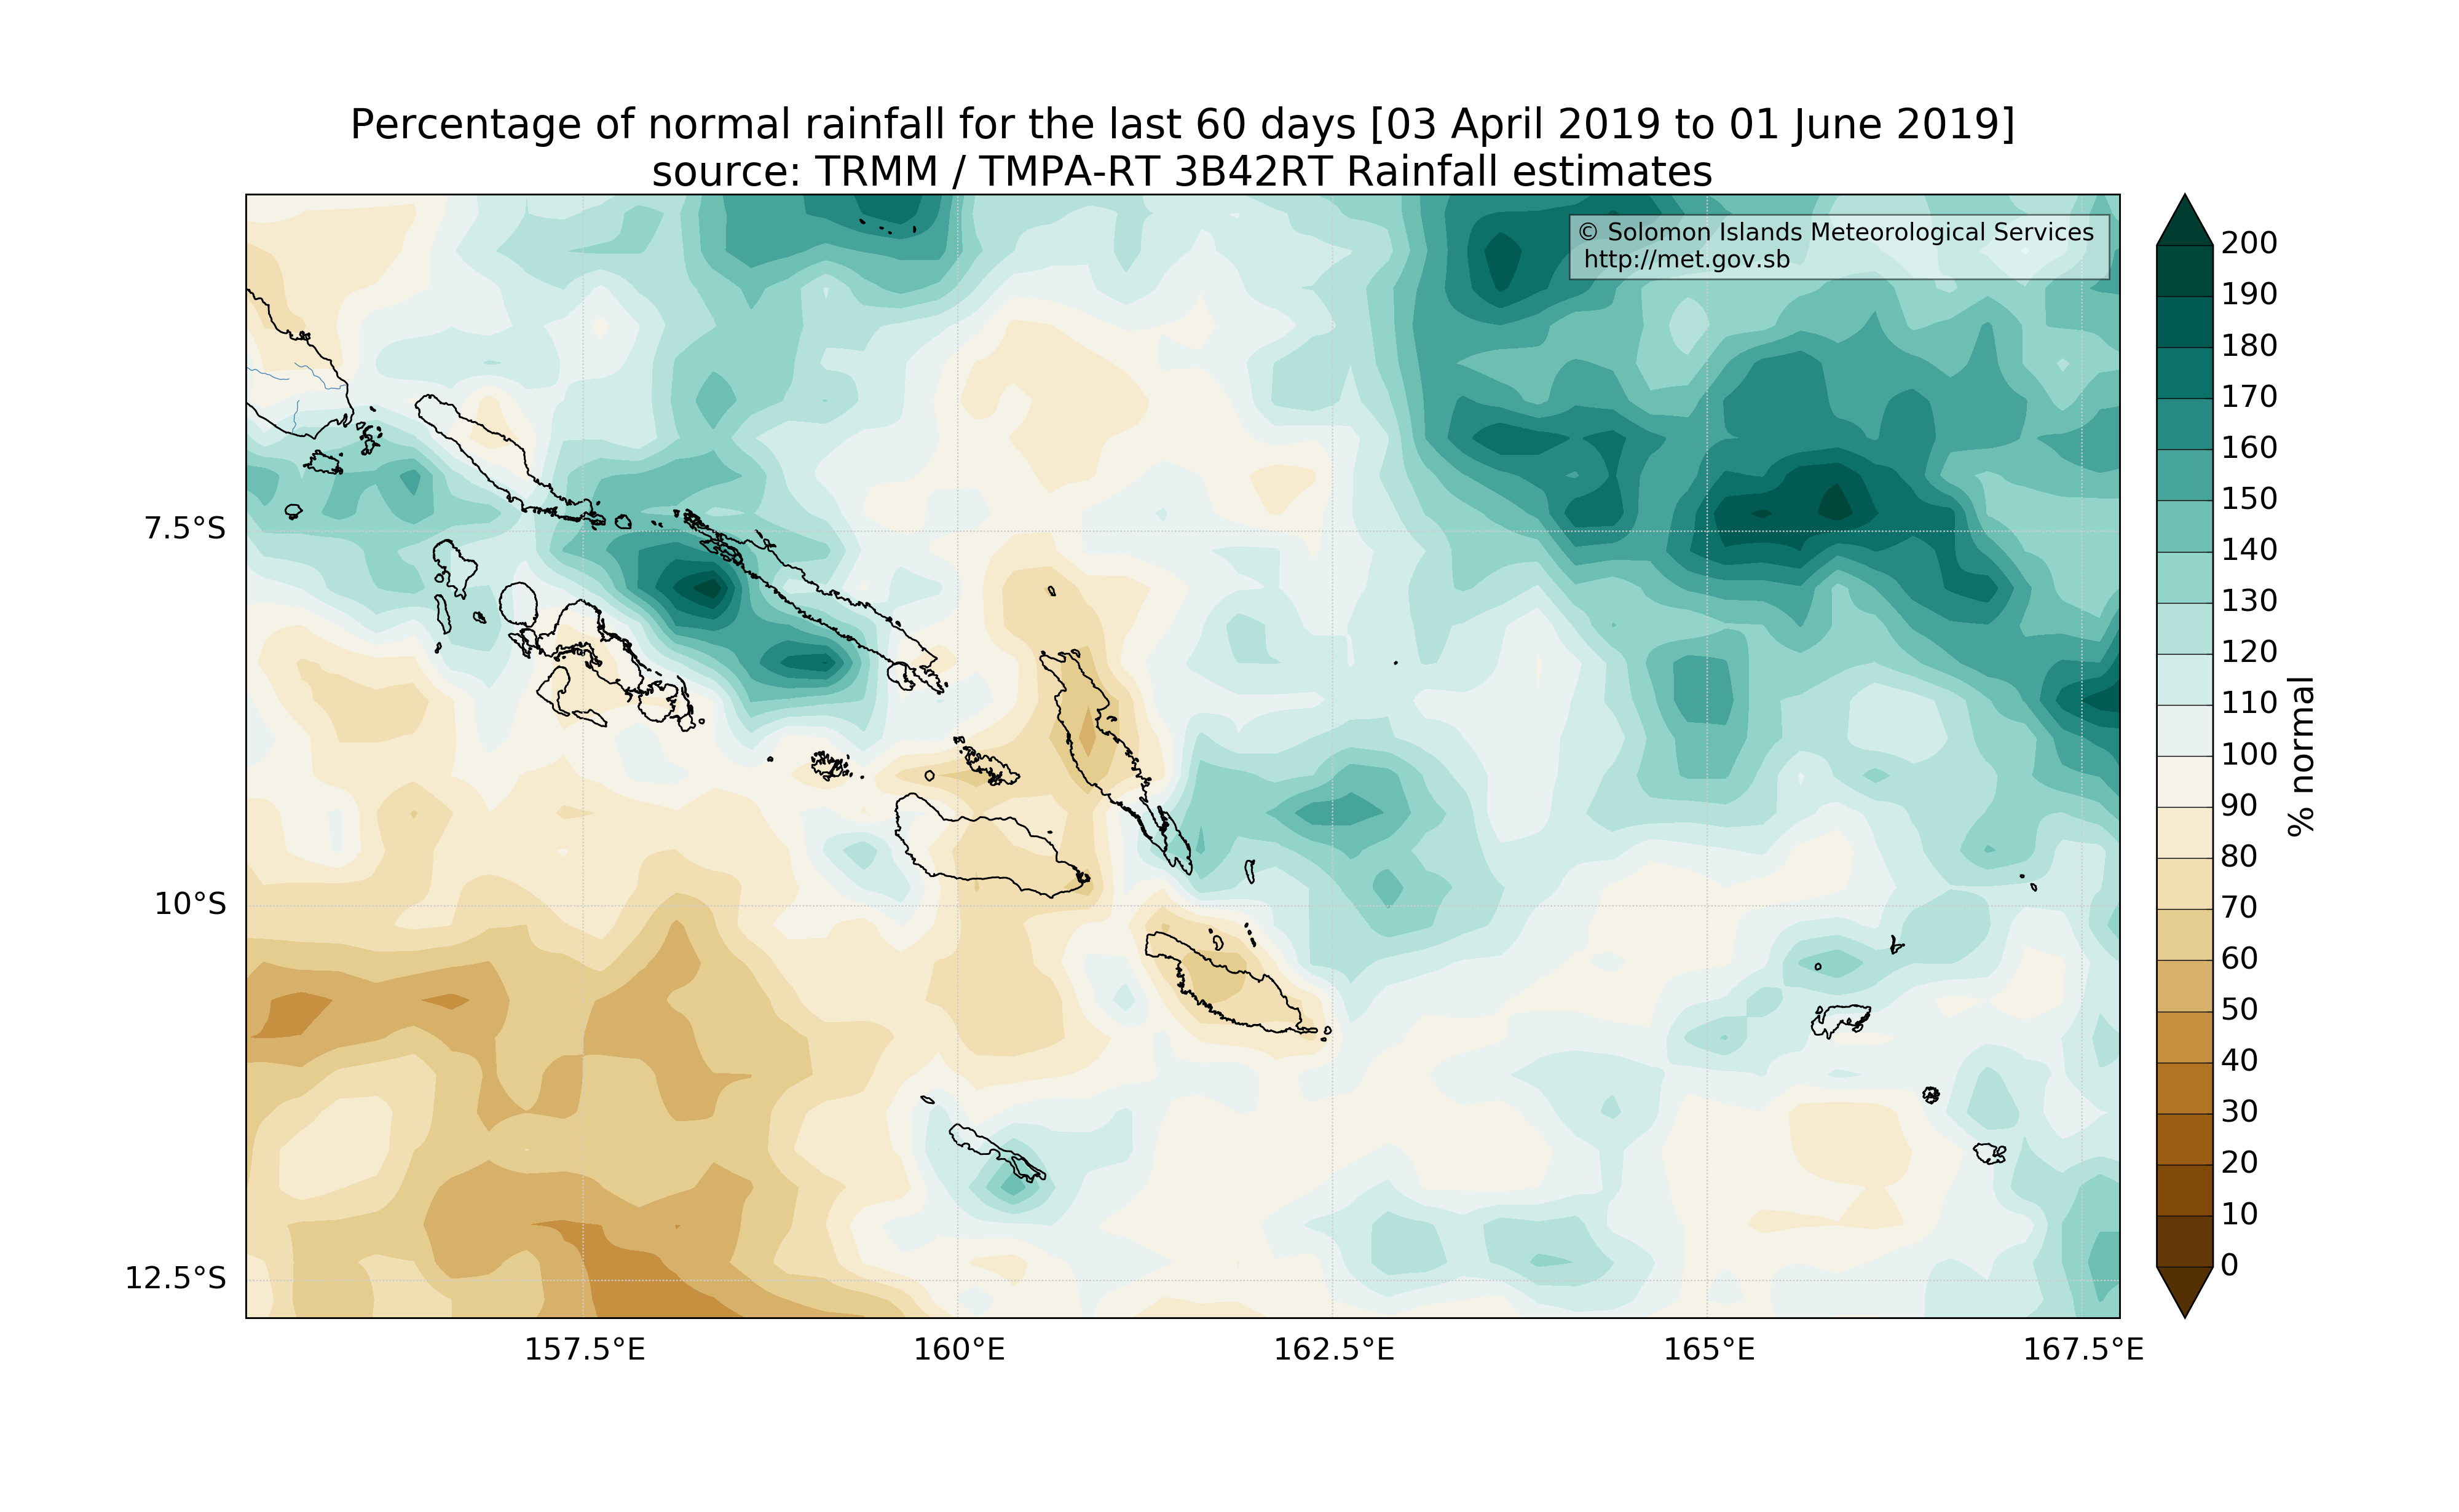 Percentage of normal rainfall for the last 60 days [03 April 2019 to 01 June 2019]
source: TRMM / TMPA-RT 3B42RT Rainfall estimates
© Solomon Islands Meteorological Services
http://met.gov.sb
7.5°S
10°S
12.5°S
157.5°E
160°E
162.5°E
165°E
167.5°E
200
190
180
170
160
150
140
130
120
110
100
90
80
70
60
50
40
30
20
10
0
% normal